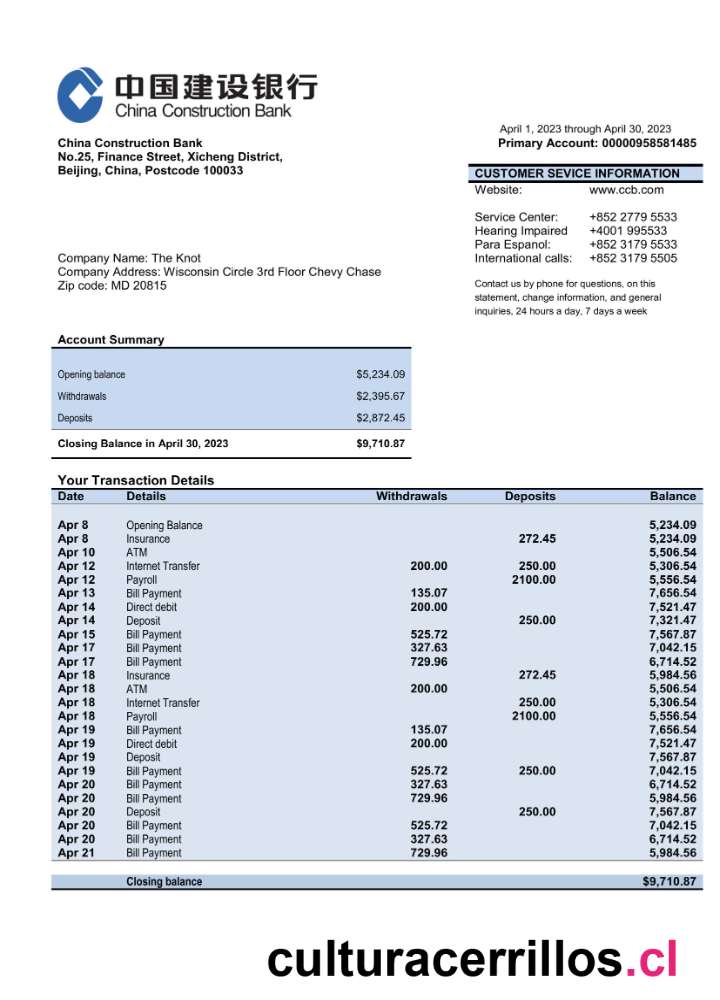 中国建设银行
China Construction Bank
April 1, 2023 through April 30, 2023
Primary Account: 00000958581485
China Construction Bank
No.25, Finance Street, Xicheng District,
Beijing, China, Postcode 100033
CUSTOMER SEVICE INFORMATION
Website: www.ccb.com
Service Center: +852 2779 5533
Hearing Impaired +4001 995533
Para Espanol: +852 3179 5533
International calls: +852 3179 5505
Contact us by phone for questions, on this
statement, change information, and general
inquiries, 24 hours a day, 7 days a week
Company Name: The Knot
Company Address: Wisconsin Circle 3rd Floor Chevy Chase
Zip code: MD 20815
Account Summary
Opening balance $5,234.09
Withdrawals $2,395.67
Deposits $2,872.45
Closing Balance in April 30, 2023 $9,710.87
Your Transaction Details
Date Details Withdrawals Deposits Balance
Apr 8 Opening Balance 5,234.09
Apr 8 Insurance 272.45 5,234.09
Apr 10 ATM 5,506.54
Apr 12 Internet Transfer 200.00 250.00 5,306.54
Apr 12 Payroll 2100.00 5,556.54
Apr 13 Bill Payment 135.07 7,656.54
Apr 14 Direct debit 200.00 7,521.47
Apr 14 Deposit 250.00 7,321.47
Apr 15 Bill Payment 525.72 7,567.87
Apr 17 Bill Payment 327.63 7,042.15
Apr 17 Bill Payment 729.96 6,714.52
Apr 18 Insurance 272.45 5,984.56
Apr 18 ATM 200.00 5,506.54
Apr 18 Internet Transfer 250.00 5,306.54
Apr 18 Payroll 2100.00 5,556.54
Apr 19 Bill Payment 135.07 7,656.54
Apr 19 Direct debit 200.00 7,521.47
Apr 19 Deposit 7,567.87
Apr 19 Bill Payment 525.72 250.00 7,042.15
Apr 20 Bill Payment 327.63 6,714.52
Apr 20 Bill Payment 729.96 5,984.56
Apr 20 Deposit 250.00 7,567.87
Apr 20 Bill Payment 525.72 7,042.15
Apr 20 Bill Payment 327.63 6,714.52
Apr 21 Bill Payment 729.96 5,984.56
Closing balance $9,710.87
culturacerrillos.cl